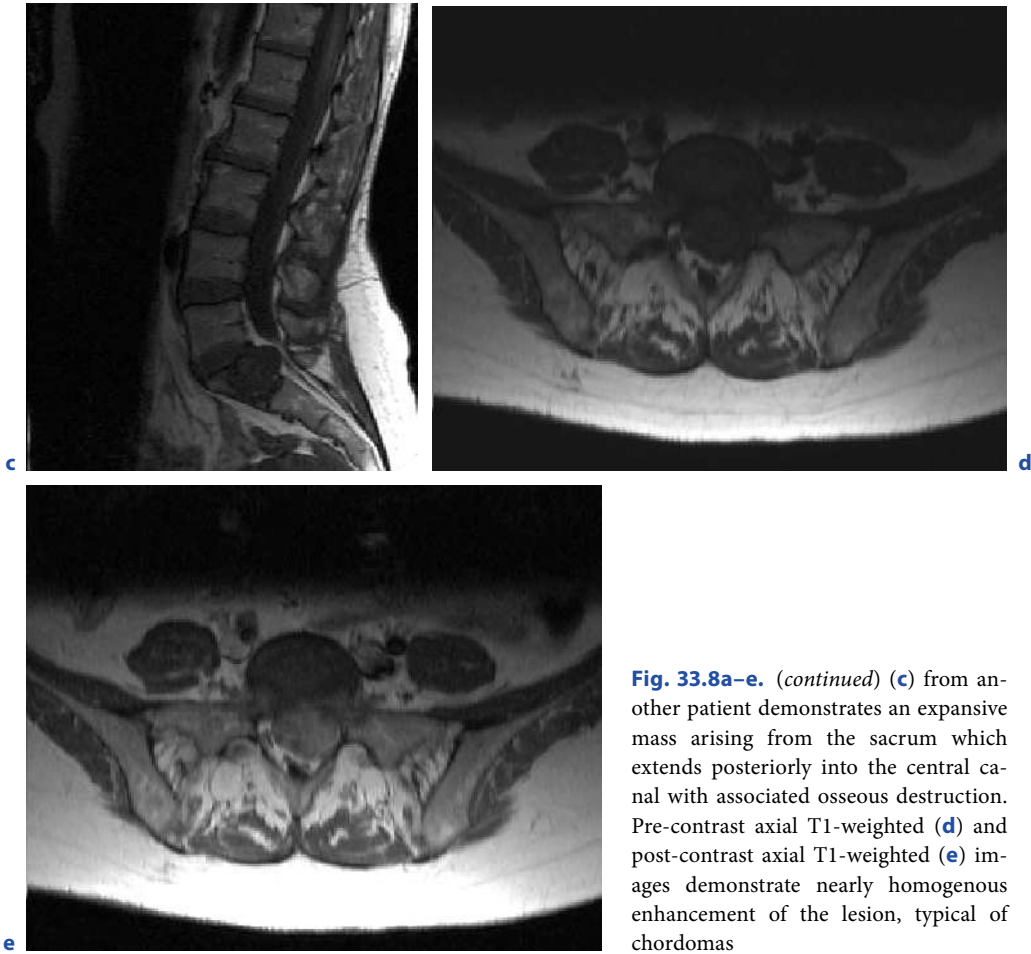 c
d
e
Fig. 33.8a–e. (continued) (c) from an-
other patient demonstrates an expansive
mass arising from the sacrum which
extends posteriorly into the central ca-
nal with associated osseous destruction.
Pre-contrast axial T1-weighted (d) and
post-contrast axial T1-weighted (e) im-
ages demonstrate nearly homogenous
enhancement of the lesion, typical of
chordomas